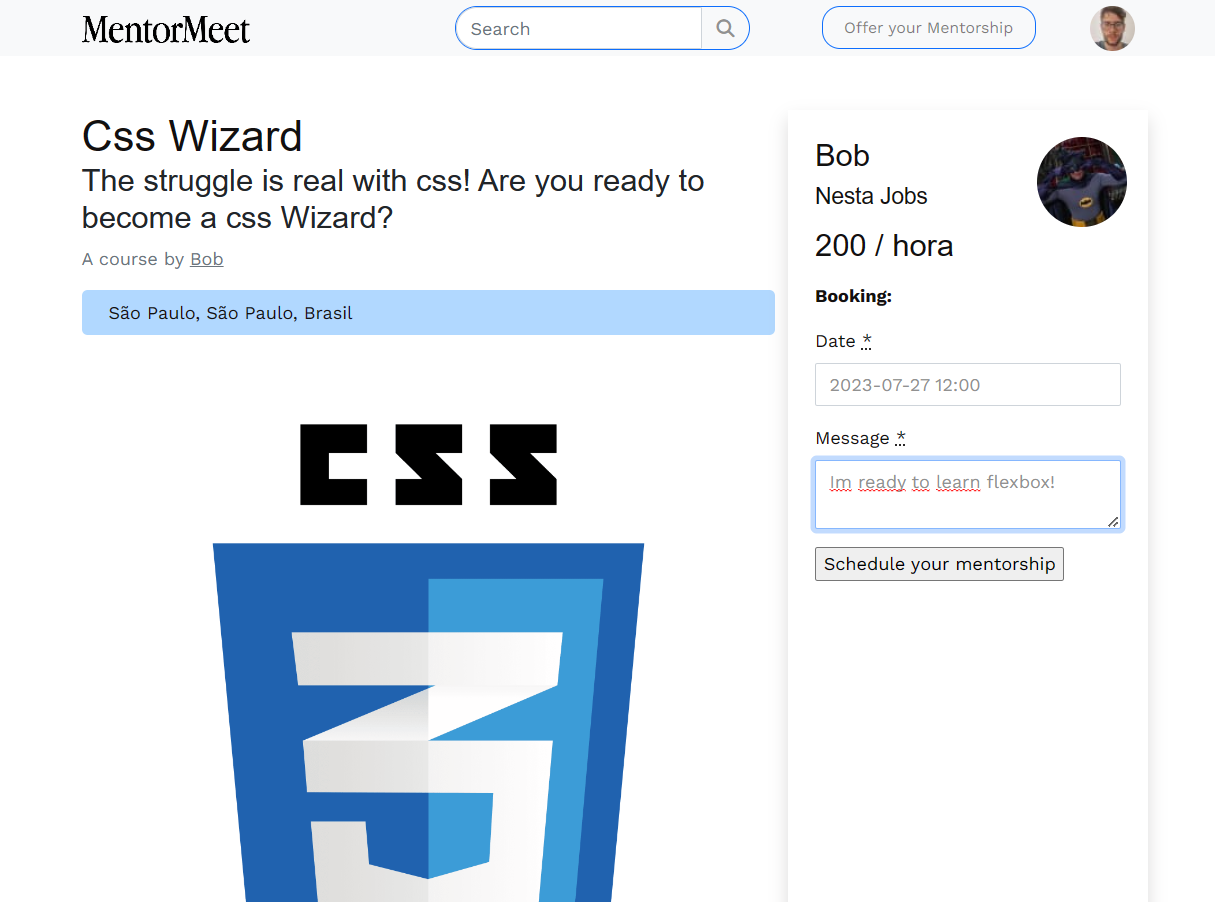 MentorMeet
Search
Offer your Mentorship
Css Wizard
The struggle is real with css! Are you ready to
become a css Wizard?
A course by Bob
São Paulo, São Paulo, Brasil
CSS
3
Bob
Nesta Jobs
200 / hora
Booking:
Date *
2023-07-27 12:00
Message *
Im ready to learn flexbox!
Schedule your mentorship